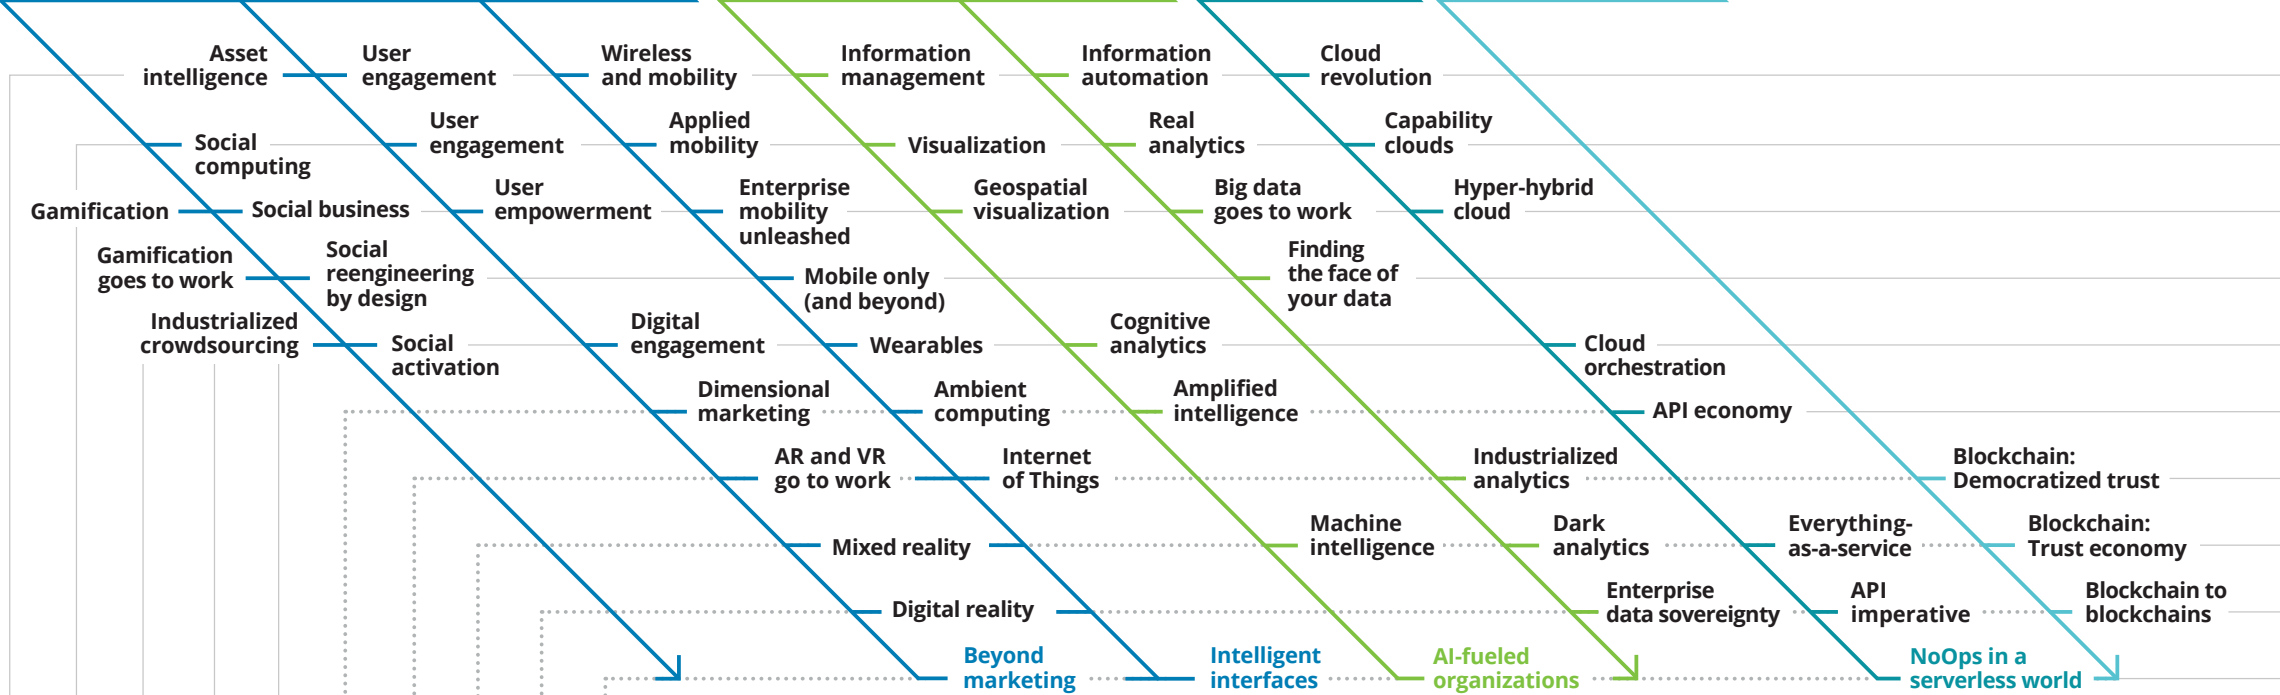 Asset
intelligence
User
engagement
Wireless
and mobility
Information
management
Information
automation
Cloud
revolution
Social
computing
User
engagement
Applied
mobility
Visualization
Real
analytics
Capability
clouds
Gamification
Social business
User
empowerment
Enterprise
mobility
unleashed
Geospatial
visualization
Big data
goes to work
Hyper-hybrid
cloud
Gamification
goes to work
Social
reengineering
by design
Mobile only
(and beyond)
Finding
the face of
your data
Industrialized
crowdsourcing
Social
activation
Digital
engagement
Wearables
Cognitive
analytics
Cloud
orchestration
Dimensional
marketing
Ambient
computing
Amplified
intelligence
API economy
AR and VR
go to work
Internet
of Things
Industrialized
analytics
Blockchain:
Democratized trust
Mixed reality
Machine
intelligence
Dark
analytics
Everything-
as-a-service
Blockchain:
Trust economy
Digital reality
Enterprise
data sovereignty
API
imperative
Blockchain to
blockchains
Beyond
marketing
Intelligent
interfaces
AI-fueled
organizations
NoOps in a
serverless world